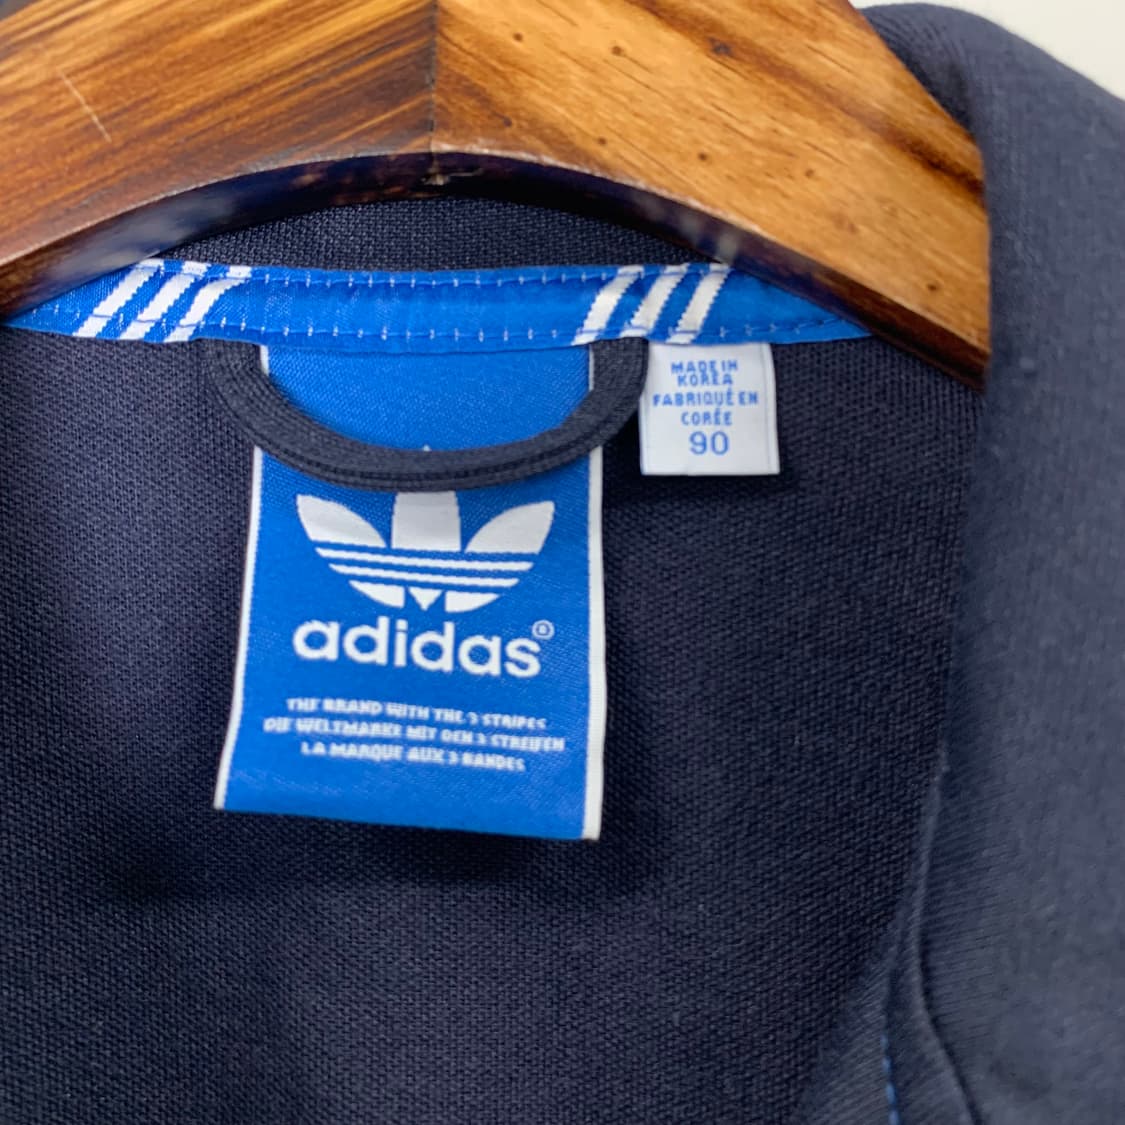 MADE IN
KOREA
FABRIQUÉ EN
CORÉE
90
adidas®
THE BRAND WITH THE 3 STRIPES
DIE WELTMARKE MIT DEN 3 STREIFEN
LA MARQUE AUX 3 BANDES